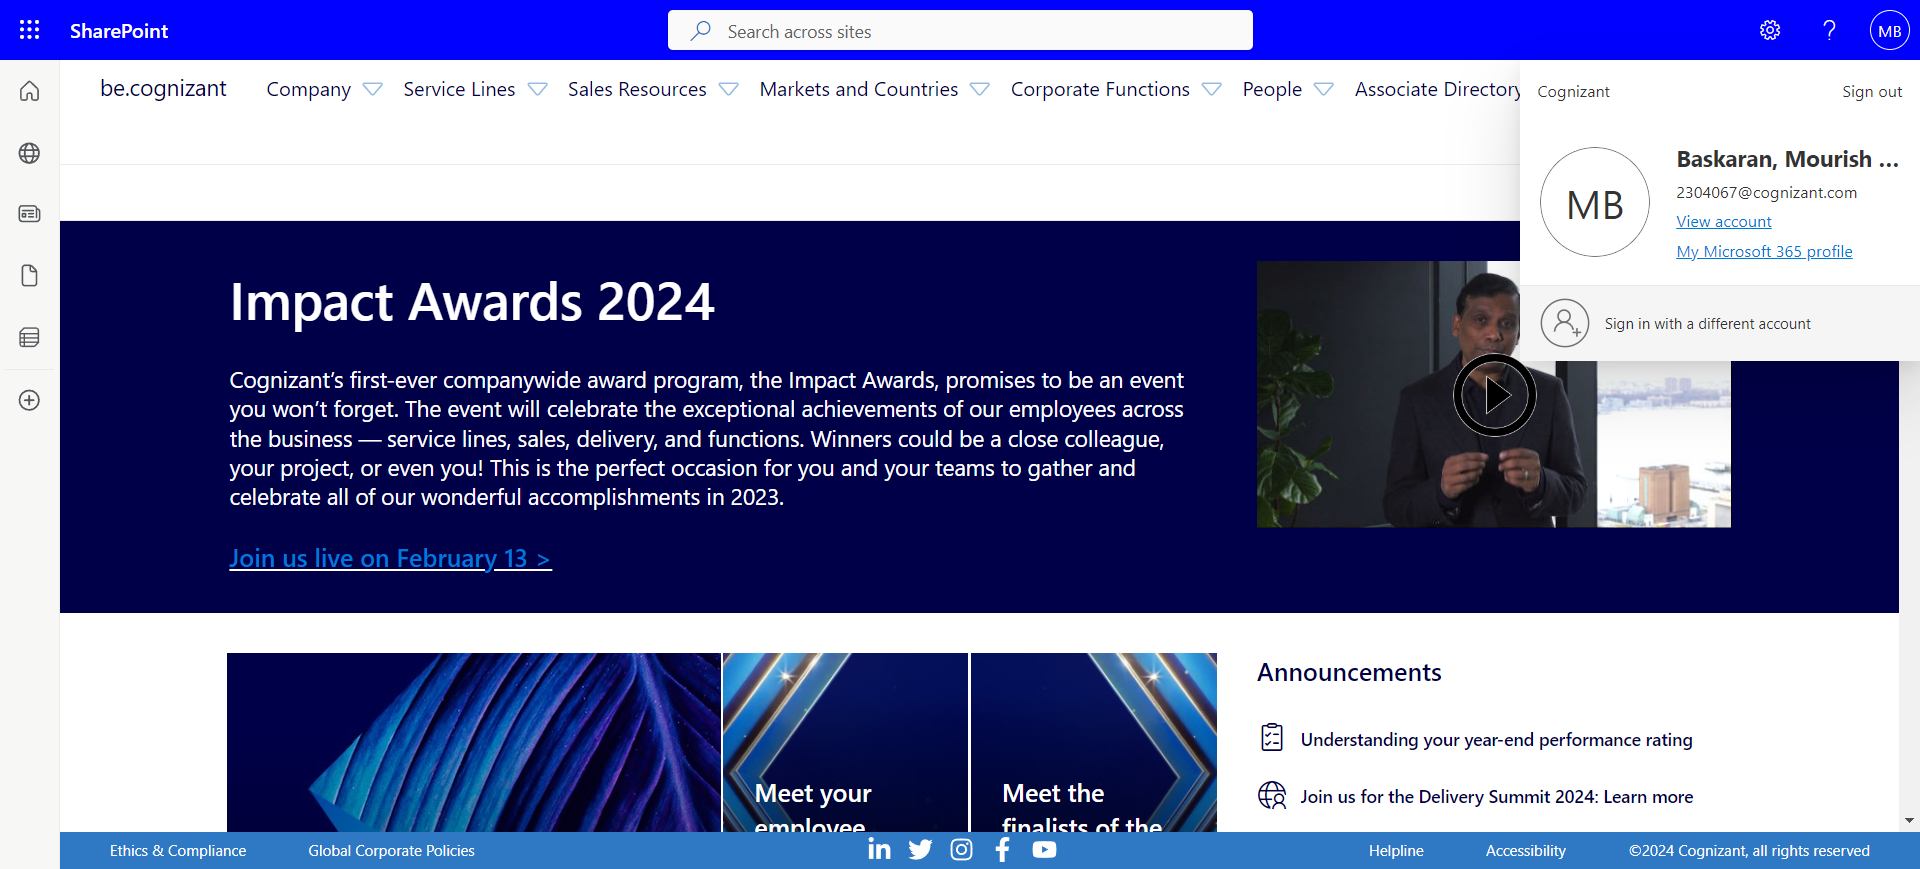 SharePoint
Search across sites
?
MB
be.cognizant
Company
Service Lines
Sales Resources
Markets and Countries
Corporate Functions
People
Associate Directory
Cognizant
Sign out
MB
Baskaran, Mourish ...
2304067@cognizant.com
View account
My Microsoft 365 profile
Sign in with a different account
Impact Awards 2024
Cognizant’s first-ever companywide award program, the Impact Awards, promises to be an event
you won’t forget. The event will celebrate the exceptional achievements of our employees across
the business — service lines, sales, delivery, and functions. Winners could be a close colleague,
your project, or even you! This is the perfect occasion for you and your teams to gather and
celebrate all of our wonderful accomplishments in 2023.
Join us live on February 13 >
Meet your
employee
Meet the
finalists of the
Announcements
Understanding your year-end performance rating
Join us for the Delivery Summit 2024: Learn more
Ethics & Compliance
Global Corporate Policies
in
f
Helpline
Accessibility
©2024 Cognizant, all rights reserved